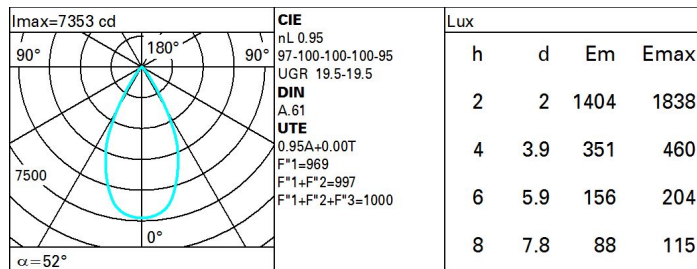 Imax=7353 cd
90°
180°
90°
7500
0°
α=52°
CIE
nL 0.95
97-100-100-100-95
UGR 19.5-19.5
DIN
A.61
UTE
0.95A+0.00T
F"1=969
F"1+F"2=997
F"1+F"2+F"3=1000
Lux
h d Em Emax
2 2 1404 1838
4 3.9 351 460
6 5.9 156 204
8 7.8 88 115